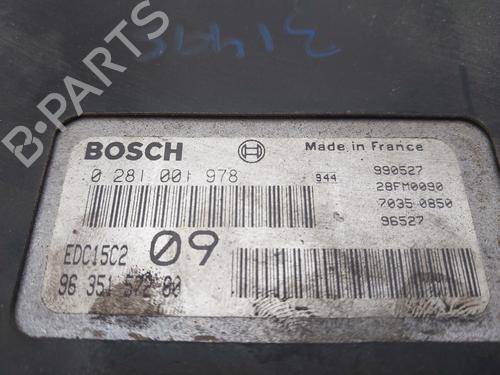 B-PARTS
BOSCH
Made in France
0 281 001 978
944
990527
28FM0090
7035 0850
96527
EDC15C2
09
96 351 572 80